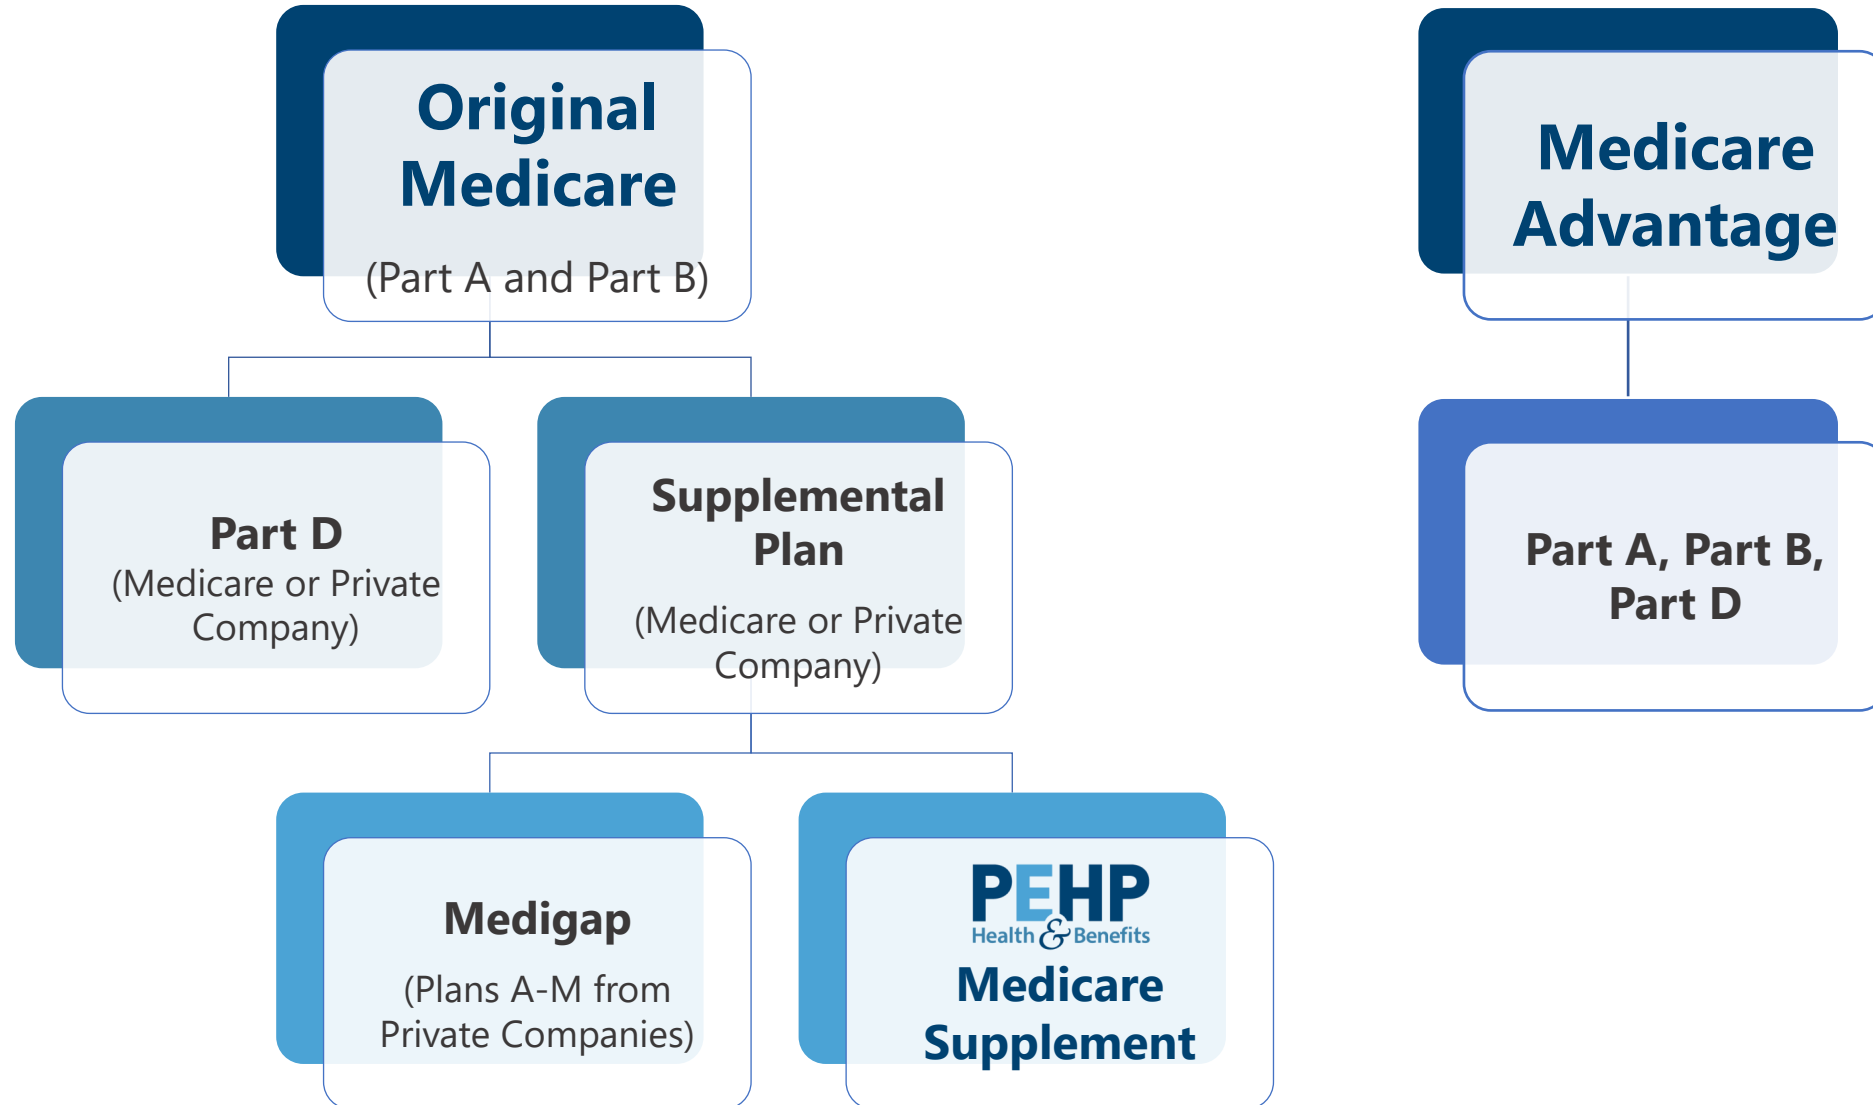 Original
Medicare
(Part A and Part B)
Medicare
Advantage
Part D
(Medicare or Private
Company)
Supplemental
Plan
(Medicare or Private
Company)
Part A, Part B,
Part D
Medigap
(Plans A-M from
Private Companies)
PEHP
Health & Benefits
Medicare
Supplement